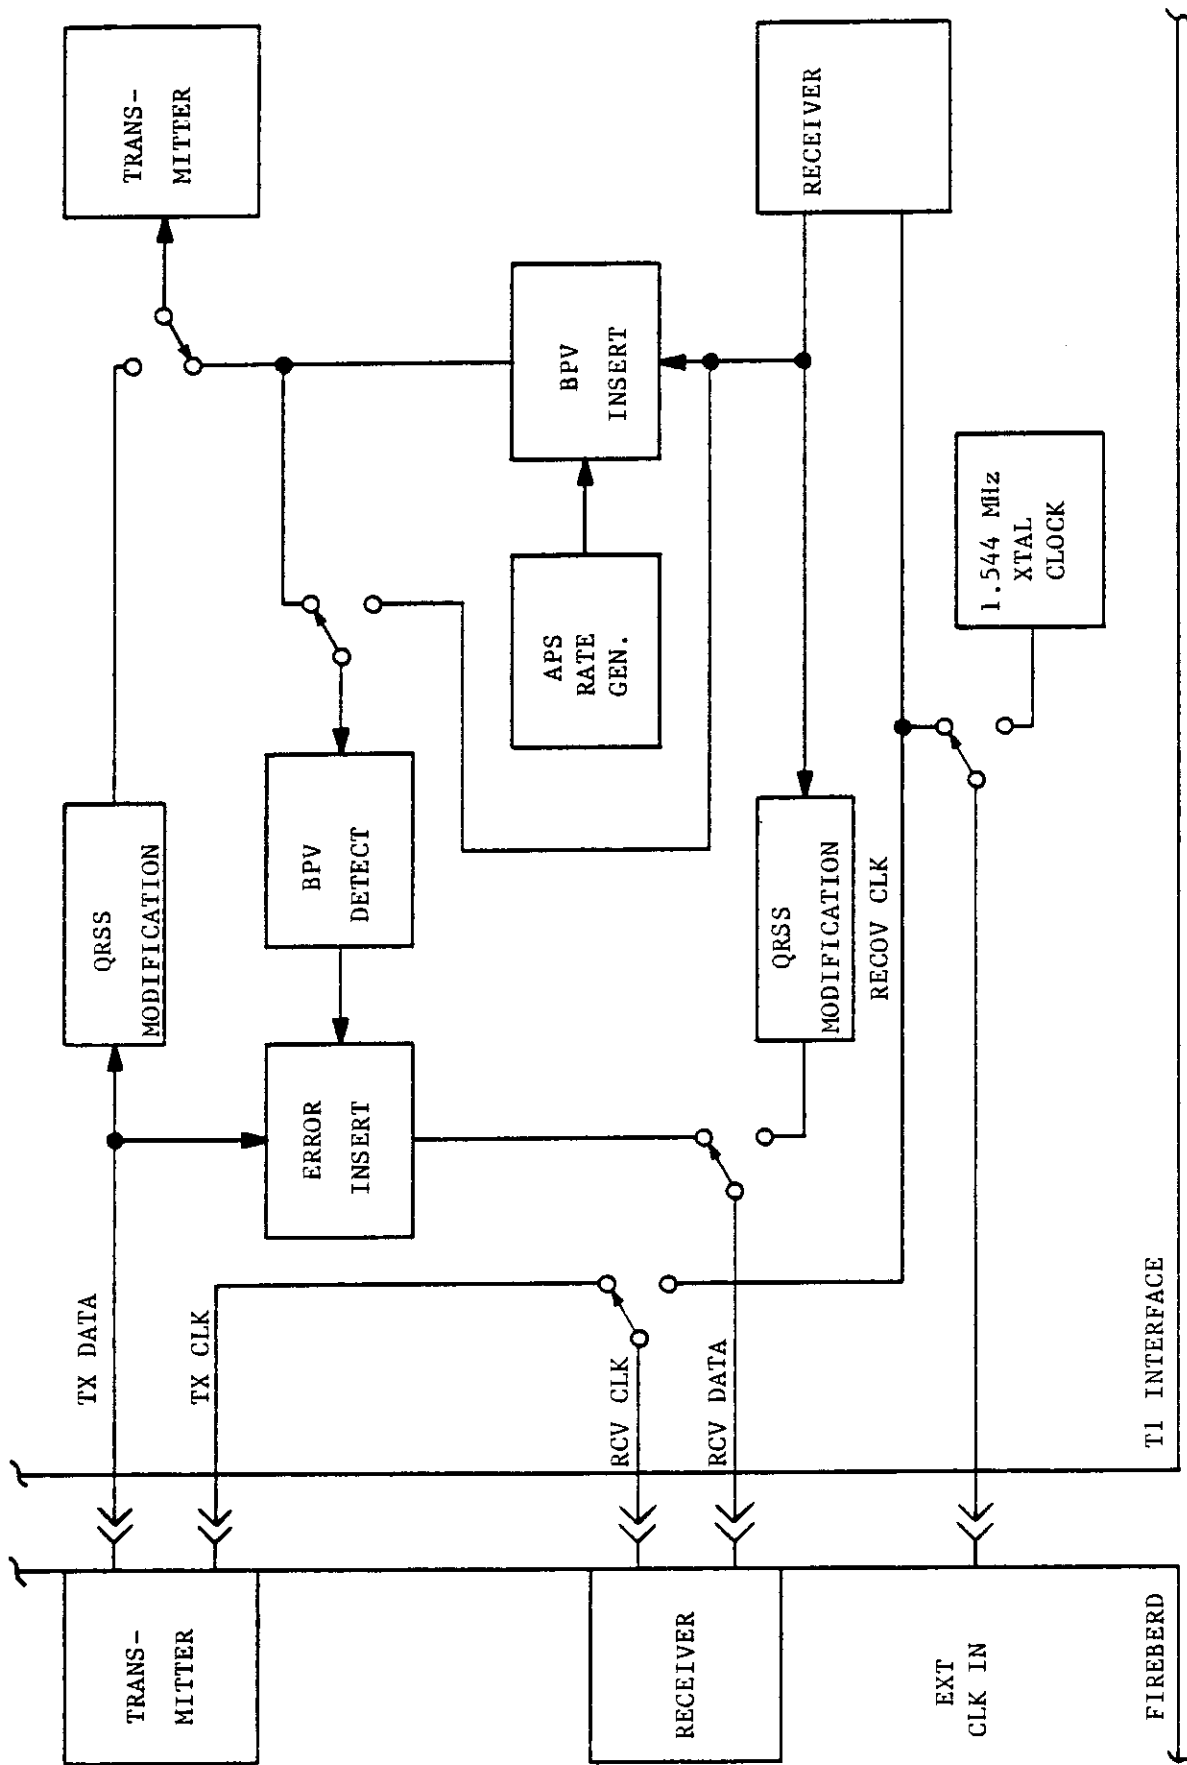 TRANS-
MITTER
RECEIVER
EXT
CLK IN
FIREBERD
TX DATA
TX CLK
RCV CLK
RCV DATA
T1 INTERFACE
QRSS
MODIFICATION
ERROR
INSERT
BPV
DETECT
APS
RATE
GEN.
BPV
INSERT
QRSS
MODIFICATION
RECOV CLK
1.544 MHz
XTAL
CLOCK
TRANS-
MITTER
RECEIVER